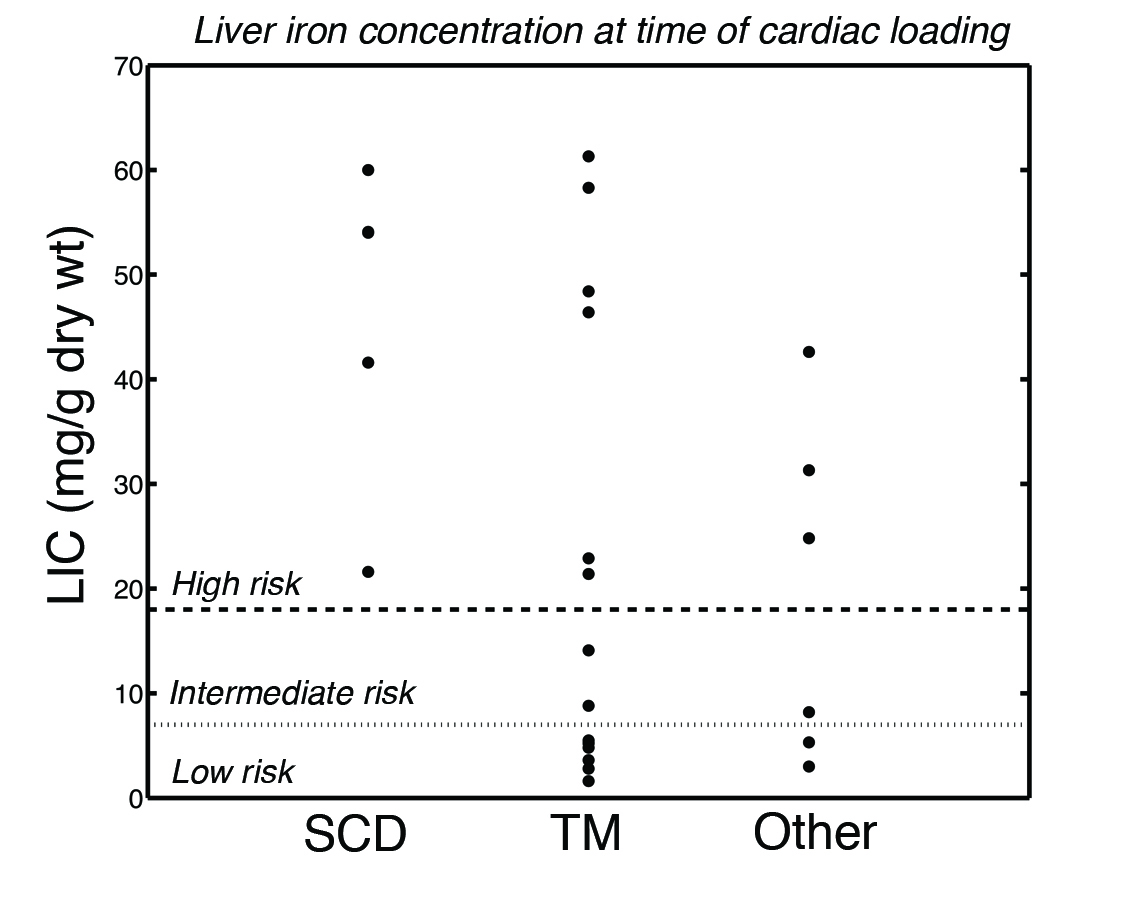 Liver iron concentration at time of cardiac loading
70
60
50
40
30
20
10
0
LIC (mg/g dry wt)
High risk
Intermediate risk
Low risk
SCD
TM
Other